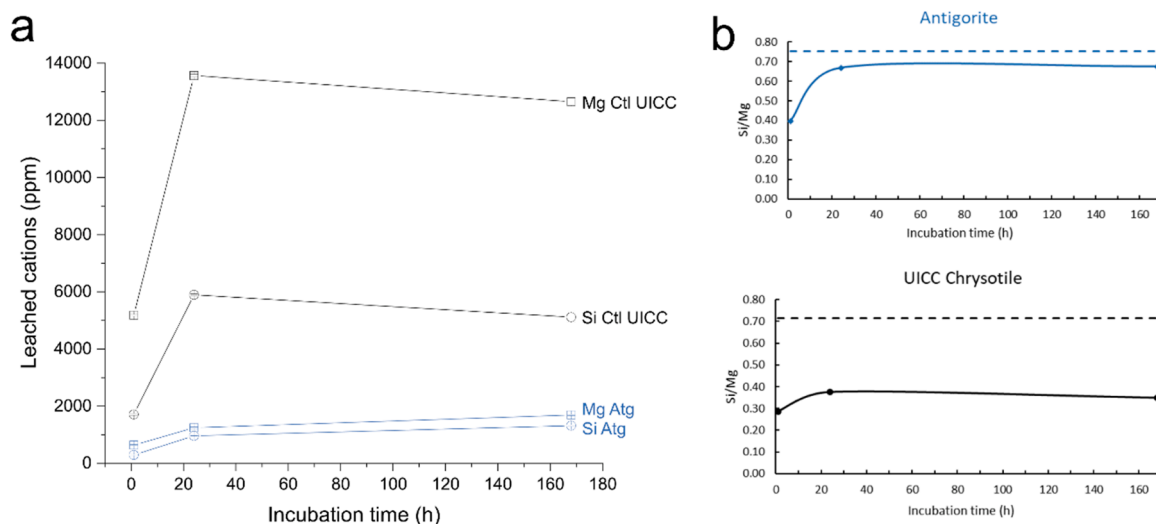 a
14000
12000
10000
8000
6000
4000
2000
0
Leached cations (ppm)
0 20 40 60 80 100 120 140 160 180
Incubation time (h)
Mg Ctl UICC
Si Ctl UICC
Mg Atg
Si Atg
b
Antigorite
0.80
0.70
0.60
0.50
0.40
0.30
0.20
0.10
0.00
Si/Mg
0 20 40 60 80 100 120 140 160
Incubation time (h)
UICC Chrysotile
0.80
0.70
0.60
0.50
0.40
0.30
0.20
0.10
0.00
Si/Mg
0 20 40 60 80 100 120 140 160
Incubation time (h)